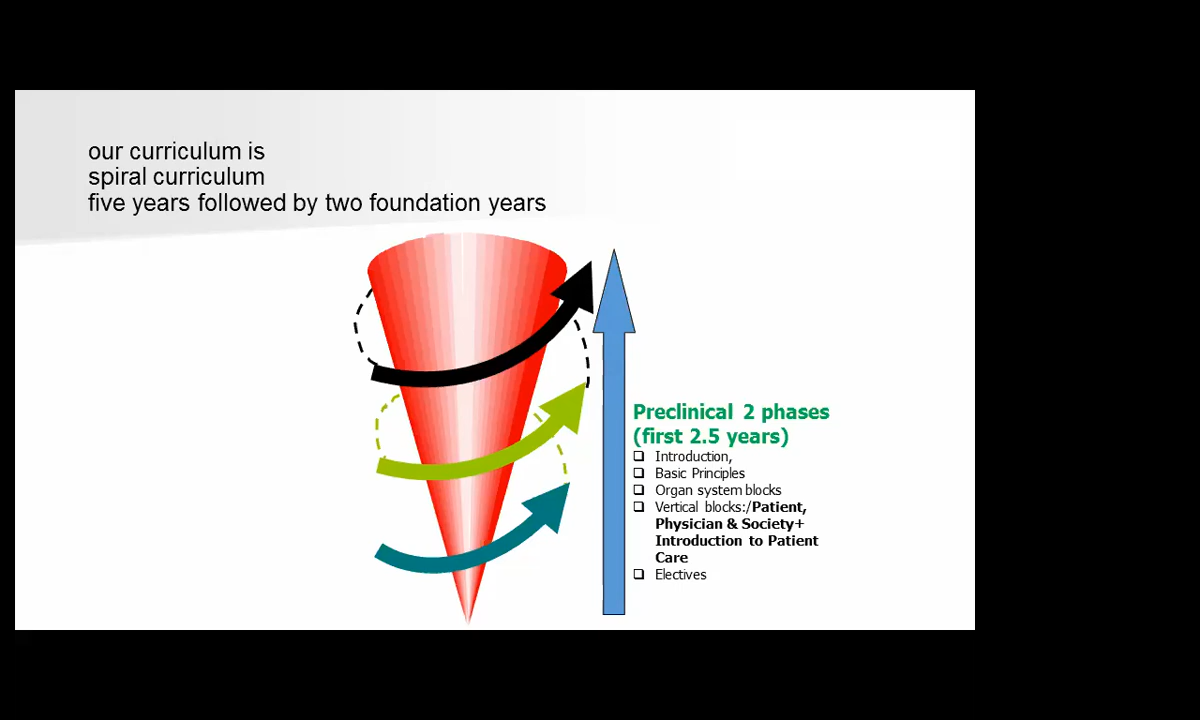 our curriculum is
spiral curriculum
five years followed by two foundation years
Preclinical 2 phases
(first 2.5 years)
Introduction,
Basic Principles
Organ system blocks
Vertical blocks:/Patient,
Physician & Society+
Introduction to Patient
Care
Electives